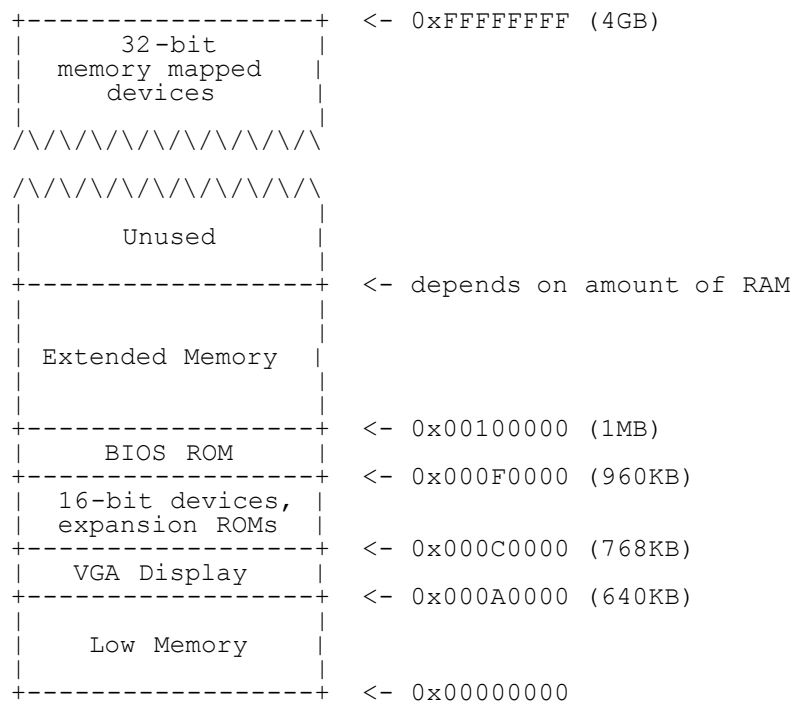 +------------------+  <- 0xFFFFFFFF (4GB)
|      32-bit      |
|  memory mapped   |
|     devices      |
|                  |
/\/\/\/\/\/\/\/\/\/\
/\/\/\/\/\/\/\/\/\/\
|                  |
|      Unused      |
|                  |
+------------------+  <- depends on amount of RAM
|                  |
|                  |
| Extended Memory  |
|                  |
|                  |
+------------------+  <- 0x00100000 (1MB)
|     BIOS ROM     |
+------------------+  <- 0x000F0000 (960KB)
|  16-bit devices, |
|  expansion ROMs  |
+------------------+  <- 0x000C0000 (768KB)
|   VGA Display    |
+------------------+  <- 0x000A0000 (640KB)
|                  |
|    Low Memory    |
|                  |
+------------------+  <- 0x00000000